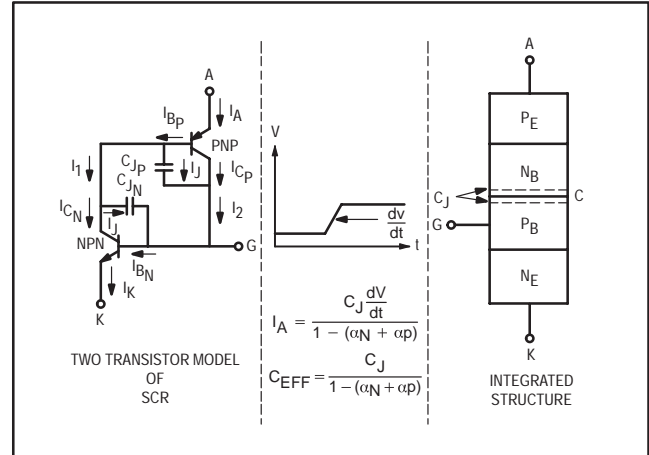 A
I_A
I_BP
PNP
C_JP
I_J
I_CP
I_1
C_JN
I_CN
I_J
I_2
NPN
I_BN
G
I_K
K
TWO TRANSISTOR MODEL
OF
SCR
V
dv
dt
t
I_A = C_J dV/dt / 1 − (αN + αp)
C_EFF = C_J / 1 − (αN + αp)
A
P_E
N_B
C_J
C
G
P_B
N_E
K
INTEGRATED
STRUCTURE